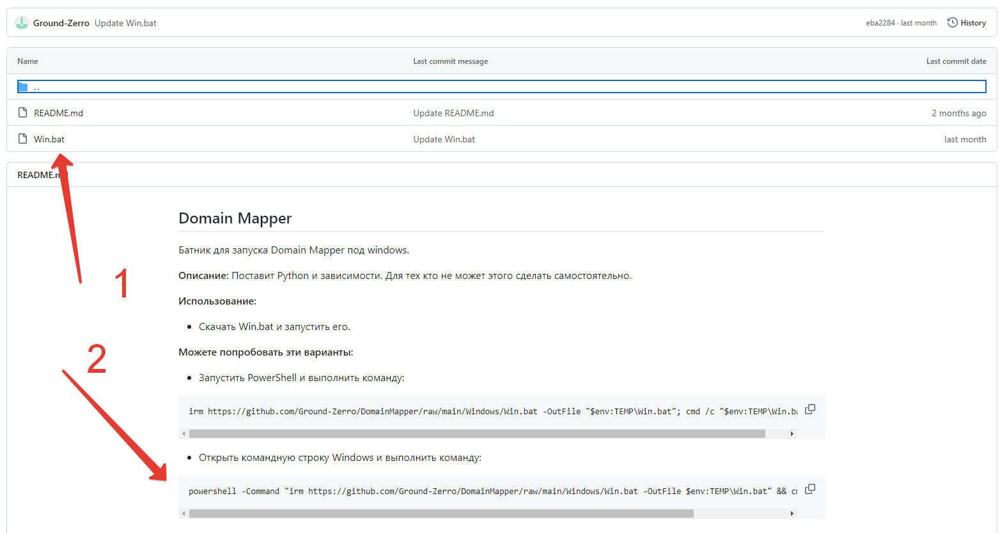 Ground-Zerro Update Win.bat eba2284 · last month History
Name Last commit message Last commit date
..
README.md Update README.md 2 months ago
Win.bat Update Win.bat last month
README.md
Domain Mapper
Батник для запуска Domain Mapper под windows.
Описание: Поставит Python и зависимости. Для тех кто не может этого сделать самостоятельно.
1
Использование:
• Скачать Win.bat и запустить его.
Можете попробовать эти варианты:
2
• Запустить PowerShell и выполнить команду:
irm https://github.com/Ground-Zerro/DomainMapper/raw/main/Windows/Win.bat -OutFile "$env:TEMP\Win.bat"; cmd /c "$env:TEMP\Win.ba
• Открыть командную строку Windows и выполнить команду:
powershell -Command "irm https://github.com/Ground-Zerro/DomainMapper/raw/main/Windows/Win.bat -OutFile $env:TEMP\Win.bat" && c